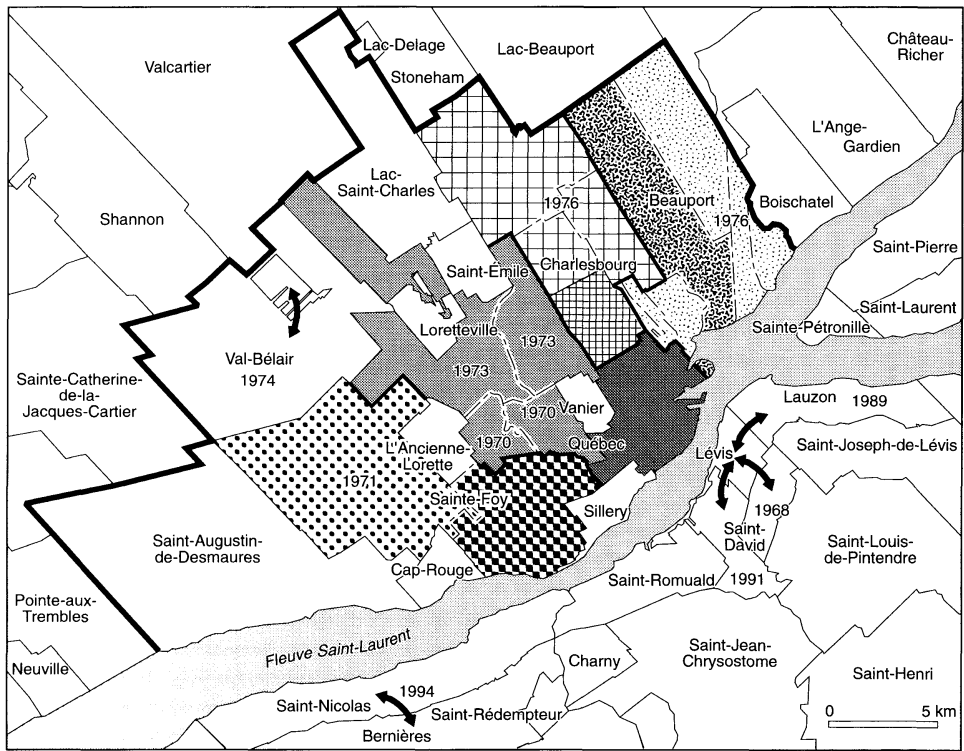 Valcartier
Lac-Delage
Stoneham
Lac-Beauport
Château-
Richer
L'Ange-
Gardien
Shannon
Lac-
Saint-Charles
1976
Beauport
1976
Boischatel
Saint-Pierre
Saint-Emile
Charlesbourg
Saint-Laurent
Loretteville
Sainte-Pétronille
1973
1973
Val-Bélair
1974
Sainte-Catherine-
de-la-
Jacques-Cartier
1970
Vanier
Lauzon 1989
1970
Québec
L'Ancienne-
Lorette
Lévis
Saint-Joseph-de-Lévis
1971
Sainte-Foy
Sillery
1968
Saint-
David
Saint-Augustin-
de-Desmaures
Saint-Louis-
de-Pintendre
Cap-Rouge
Saint-Romuald
1991
Pointe-aux-
Trembles
Fleuve Saint-Laurent
Neuville
Charny
Saint-Jean-
Chrysostome
Saint-Henri
1994
Saint-Nicolas
Saint-Rédempteur
Bernières
0 5 km